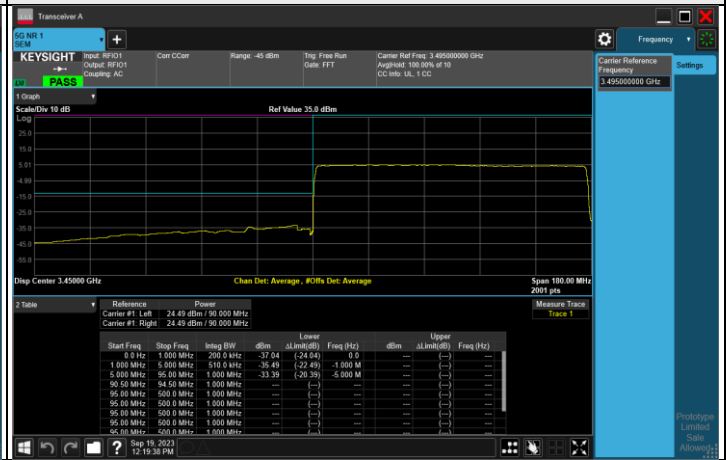 Transceiver A
5G NR 1
SEM
Frequency
KEYSIGHT
Input: RFIO1
Output: RFIO1
Coupling: AC
Corr CCorr
Range: -45 dBm
Trig: Free Run
Gate: FFT
Carrier Ref Freq: 3.495000000 GHz
Avg|Hold: 100.00% of 10
CC Info: UL, 1 CC
PASS
Carrier Reference
Frequency
3.495000000 GHz
Settings
1 Graph
Scale/Div 10 dB
Ref Value 35.0 dBm
Log
25.0
15.0
5.01
-4.99
-15.0
-25.0
-35.0
-45.0
-55.0
Disp Center 3.45000 GHz
Chan Det: Average , #Offs Det: Average
Span 180.00 MHz
2001 pts
2 Table
Reference Power
Carrier #1: Left 24.49 dBm / 90.000 MHz
Carrier #1: Right 24.49 dBm / 90.000 MHz
Measure Trace
Trace 1
Lower Upper
Start Freq Stop Freq Integ BW dBm ΔLimit(dB) Freq (Hz) dBm ΔLimit(dB) Freq (Hz)
0.0 Hz 1.000 MHz 200.0 kHz -37.04 (-24.04) 0.0 --- (---) ---
1.000 MHz 5.000 MHz 510.0 kHz -35.49 (-22.49) -1.000 M --- (---) ---
5.000 MHz 95.00 MHz 1.000 MHz -33.39 (-20.39) -5.000 M --- (---) ---
90.50 MHz 94.50 MHz 1.000 MHz --- (---) --- --- (---) ---
95.00 MHz 500.0 MHz 1.000 MHz --- (---) --- --- (---) ---
95.00 MHz 500.0 MHz 1.000 MHz --- (---) --- --- (---) ---
95.00 MHz 500.0 MHz 1.000 MHz --- (---) --- --- (---) ---
95.00 MHz 500.0 MHz 1.000 MHz --- (---) --- --- (---) ---
Prototype
Limited
Sale
Allowed
?
Sep 19, 2023
12:19:38 PM